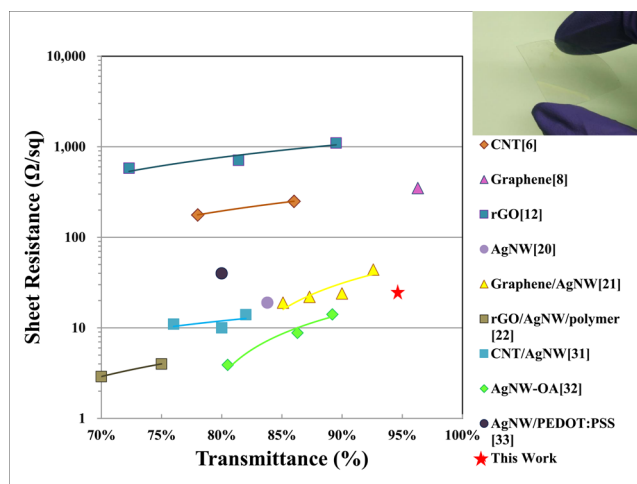 10,000
1,000
100
10
1
Sheet Resistance (Ω/sq)
70%
75%
80%
85%
90%
95%
100%
Transmittance (%)
CNT[6]
Graphene[8]
rGO[12]
AgNW[20]
Graphene/AgNW[21]
rGO/AgNW/polymer
[22]
CNT/AgNW[31]
AgNW-OA[32]
AgNW/PEDOT:PSS
[33]
This Work